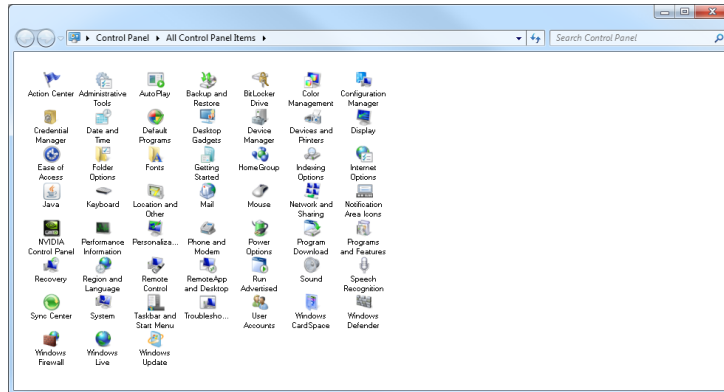 Control Panel ▸ All Control Panel Items ▸
Search Control Panel
Action Center
Administrative Tools
AutoPlay
Backup and Restore
BitLocker Drive
Color Management
Configuration Manager
Credential Manager
Date and Time
Default Programs
Desktop Gadgets
Device Manager
Devices and Printers
Display
Ease of Access
Folder Options
Fonts
Getting Started
HomeGroup
Indexing Options
Internet Options
Java
Keyboard
Location and Other
Mail
Mouse
Network and Sharing
Notification Area Icons
NVIDIA Control Panel
Performance Information
Personaliza...
Phone and Modem
Power Options
Program Download
Programs and Features
Recovery
Region and Language
Remote Control
RemoteApp and Desktop
Run Advertised
Sound
Speech Recognition
Sync Center
System
Taskbar and Start Menu
Troublesho...
User Accounts
Windows CardSpace
Windows Defender
Windows Firewall
Windows Live
Windows Update